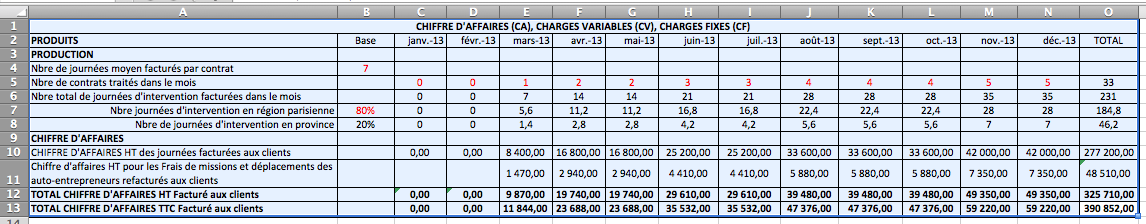 A B C D E F G H I J K L M N O
1 CHIFFRE D'AFFAIRES (CA), CHARGES VARIABLES (CV), CHARGES FIXES (CF)
2 PRODUITS Base janv.-13 févr.-13 mars-13 avr.-13 mai-13 juin-13 juil.-13 août-13 sept.-13 oct.-13 nov.-13 déc.-13 TOTAL
3 PRODUCTION
4 Nbre de journées moyen facturés par contrat 7
5 Nbre de contrats traités dans le mois 0 0 1 2 2 3 3 4 4 4 5 5 33
6 Nbre total de journées d'intervention facturées dans le mois 0 0 7 14 14 21 21 28 28 28 35 35 231
7 Nbre journées d'intervention en région parisienne 80% 0 0 5,6 11,2 11,2 16,8 16,8 22,4 22,4 22,4 28 28 184,8
8 Nbre de journées d'intervention en province 20% 0 0 1,4 2,8 2,8 4,2 4,2 5,6 5,6 5,6 7 7 46,2
9 CHIFFRE D'AFFAIRES
10 CHIFFRE D'AFFAIRES HT des journées facturées aux clients 0,00 0,00 8 400,00 16 800,00 16 800,00 25 200,00 25 200,00 33 600,00 33 600,00 33 600,00 42 000,00 42 000,00 277 200,00
Chiffre d'affaires HT pour les Frais de missions et déplacements des
11 auto-entrepreneurs refacturés aux clients 1 470,00 2 940,00 2 940,00 4 410,00 4 410,00 5 880,00 5 880,00 5 880,00 7 350,00 7 350,00 48 510,00
12 TOTAL CHIFFRE D'AFFAIRES HT Facturé aux clients 0,00 0,00 9 870,00 19 740,00 19 740,00 29 610,00 29 610,00 39 480,00 39 480,00 39 480,00 49 350,00 49 350,00 325 710,00
13 TOTAL CHIFFRE D'AFFAIRES TTC Facturé aux clients 0,00 0,00 11 844,00 23 688,00 23 688,00 35 532,00 35 532,00 47 376,00 47 376,00 47 376,00 59 220,00 59 220,00 390 852,00